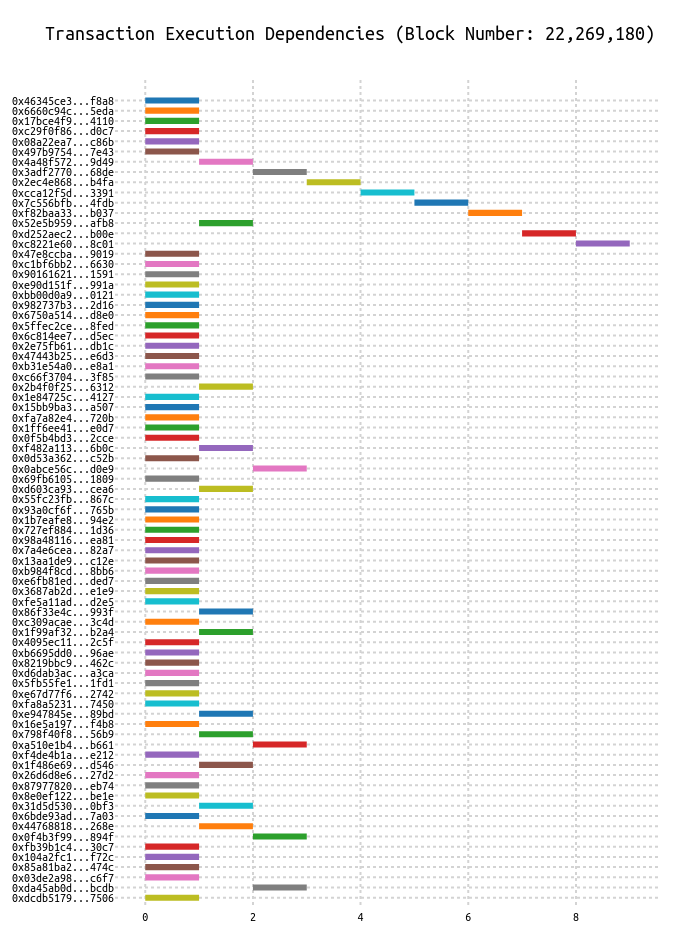 Transaction Execution Dependencies (Block Number: 22,269,180)
0x46345ce3...f8a8
0x6660c94c...5eda
0x17bce4f9...4110
0xc29f0f86...d0c7
0x08a22ea7...c86b
0x497b9754...7e43
0x4a48f572...9d49
0x3adf2770...68de
0x2ec4e868...b4fa
0xcca12f5d...3391
0x7c556bfb...4fdb
0xf82baa33...b037
0x52e5b959...afb8
0xd252aec2...b00e
0xc8221e60...8c01
0x47e8ccba...9019
0xc1bf6bb2...6630
0x90161621...1591
0xe90d151f...991a
0xbb00d0a9...0121
0x982737b3...2d16
0x6750a514...d8e0
0x5ffec2ce...8fed
0x6c814ee7...d5ec
0x2e75fb61...db1c
0x47443b25...e6d3
0xb31e54a0...e8a1
0xc66f3704...3f85
0x2b4f0f25...6312
0x1e84725c...4127
0x15bb9ba3...a507
0xfa7a82e4...720b
0x1ff6ee41...e0d7
0x0f5b4bd3...2cce
0xf482a113...6b0c
0x0d53a362...c52b
0x0abce56c...d0e9
0x69fb6105...1809
0xd603ca93...cea6
0x55fc23fb...867c
0x93a0cf6f...765b
0x1b7eafe8...94e2
0x727ef884...1d36
0x98a48116...ea81
0x7a4e6cea...82a7
0x13aa1de9...c12e
0xb984f8cd...8bb6
0xe6fb81ed...ded7
0x3687ab2d...e1e9
0xfe5a11ad...d2e5
0x86f33e4c...993f
0xc309acae...3c4d
0x1f99af32...b2a4
0x4095ec11...2c5f
0xb6695dd0...96ae
0x8219bbc9...462c
0xd6dab3ac...a3ca
0x5fb55fe1...1fd1
0xe67d77f6...2742
0xfa8a5231...7450
0xe947845e...89bd
0x16e5a197...f4b8
0x798f40f8...56b9
0xa510e1b4...b661
0xf4de4b1a...e212
0x1f486e69...d546
0x26d6d8e6...27d2
0x87977820...eb74
0x8e0ef122...be1e
0x31d5d530...0bf3
0x6bde93ad...7a03
0x44768818...268e
0x0f4b3f99...894f
0xfb39b1c4...30c7
0x104a2fc1...f72c
0x85a81ba2...474c
0x03de2a98...c6f7
0xda45ab0d...bcdb
0xdcdb5179...7506
0 2 4 6 8